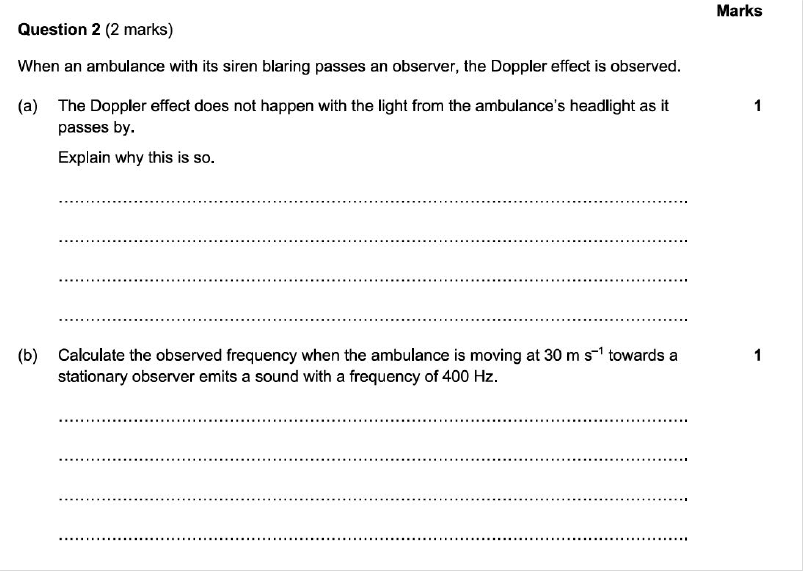 Marks
Question 2 (2 marks)
When an ambulance with its siren blaring passes an observer, the Doppler effect is observed.
(a) The Doppler effect does not happen with the light from the ambulance's headlight as it 1
passes by.
Explain why this is so.
(b) Calculate the observed frequency when the ambulance is moving at 30 m s⁻¹ towards a 1
stationary observer emits a sound with a frequency of 400 Hz.